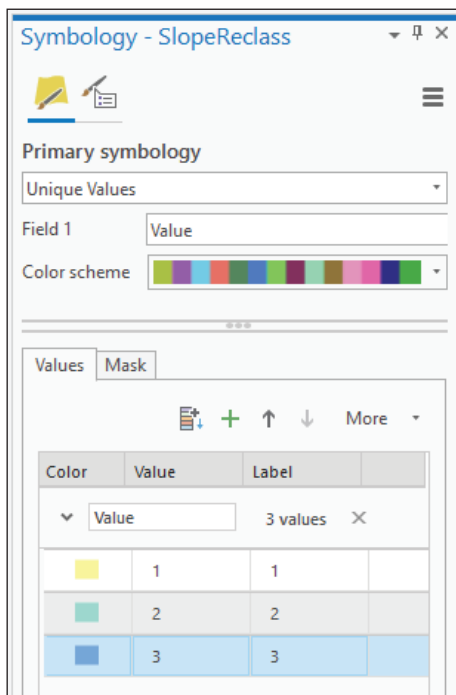 Symbology - SlopeReclass
Primary symbology
Unique Values
Field 1 Value
Color scheme
Values Mask
More
Color Value Label
Value 3 values
1 1
2 2
3 3